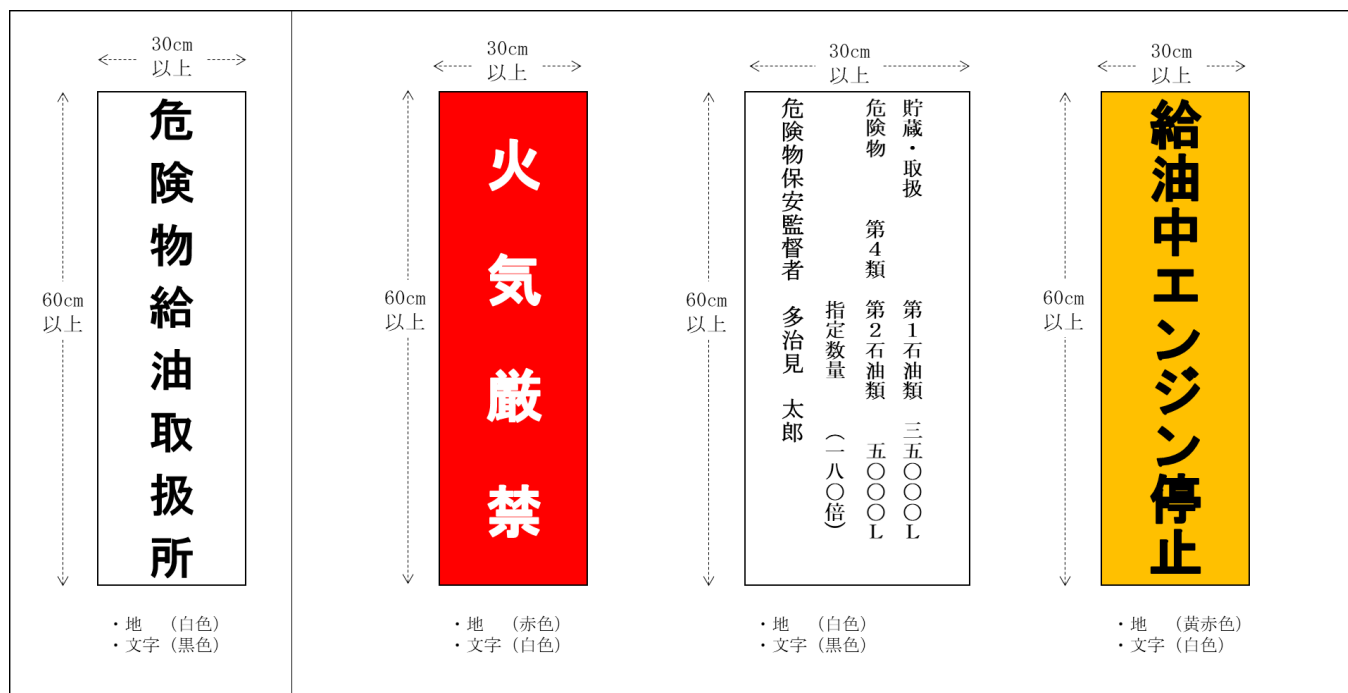 30cm
以上
60cm
以上
危険物給油取扱所
・地　（白色）
・文字（黒色）
30cm
以上
60cm
以上
火気厳禁
・地　（赤色）
・文字（白色）
30cm
以上
60cm
以上
貯蔵・取扱　第１石油類　三五〇〇〇L
危険物　第４類　第２石油類　五〇〇〇L
指定数量　（一八〇倍）
危険物保安監督者　多治見　太郎
・地　（白色）
・文字（黒色）
30cm
以上
60cm
以上
給油中エンジン停止
・地　（黄赤色）
・文字（白色）